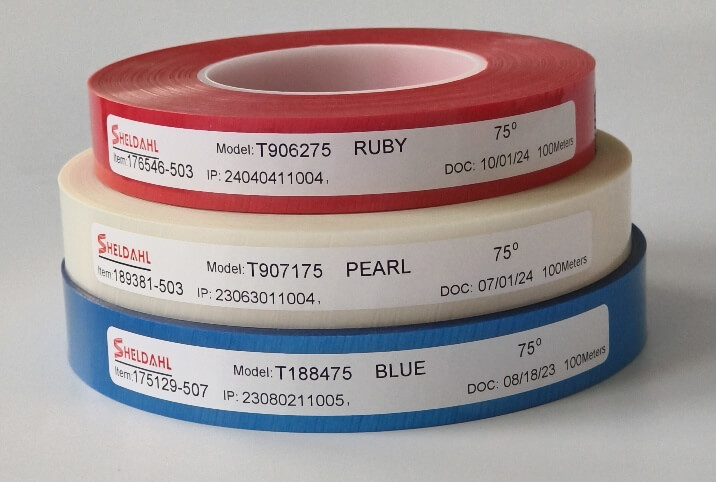 SHELDAHL
Model: T906275 RUBY 75°
Item: 176546-503 IP: 24040411004, DOC: 10/01/24 100Meters
SHELDAHL
Model: T907175 PEARL 75°
Item: 189381-503 IP: 23063011004, DOC: 07/01/24 100Meters
SHELDAHL
Model: T188475 BLUE 75°
Item: 175129-507 IP: 23080211005, DOC: 08/18/23 100Meters